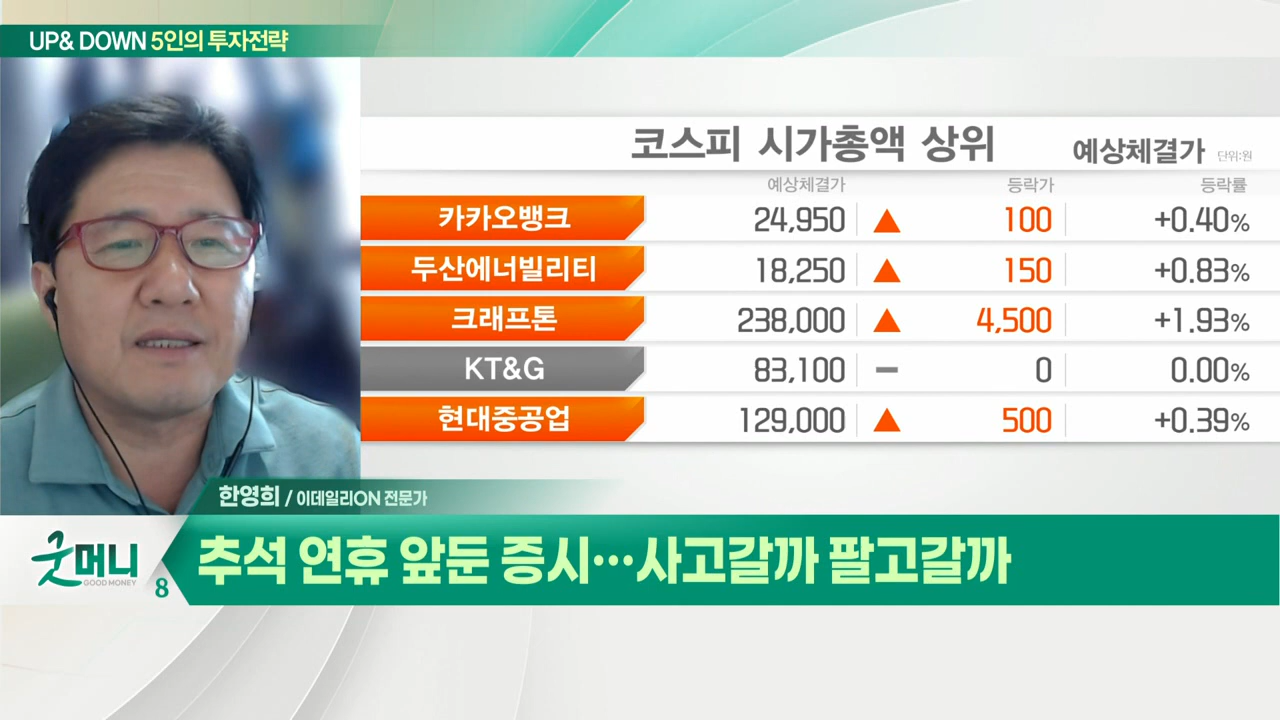 UP& DOWN 5인의 투자전략
코스피 시가총액 상위 예상체결가 단위:원
예상체결가 등락가 등락률
카카오뱅크 24,950 ▲ 100 +0.40%
두산에너빌리티 18,250 ▲ 150 +0.83%
크래프톤 238,000 ▲ 4,500 +1.93%
KT&G 83,100 － 0 0.00%
현대중공업 129,000 ▲ 500 +0.39%
한영희 / 이데일리ON 전문가
굿머니
GOOD MONEY
8
추석 연휴 앞둔 증시…사고갈까 팔고갈까